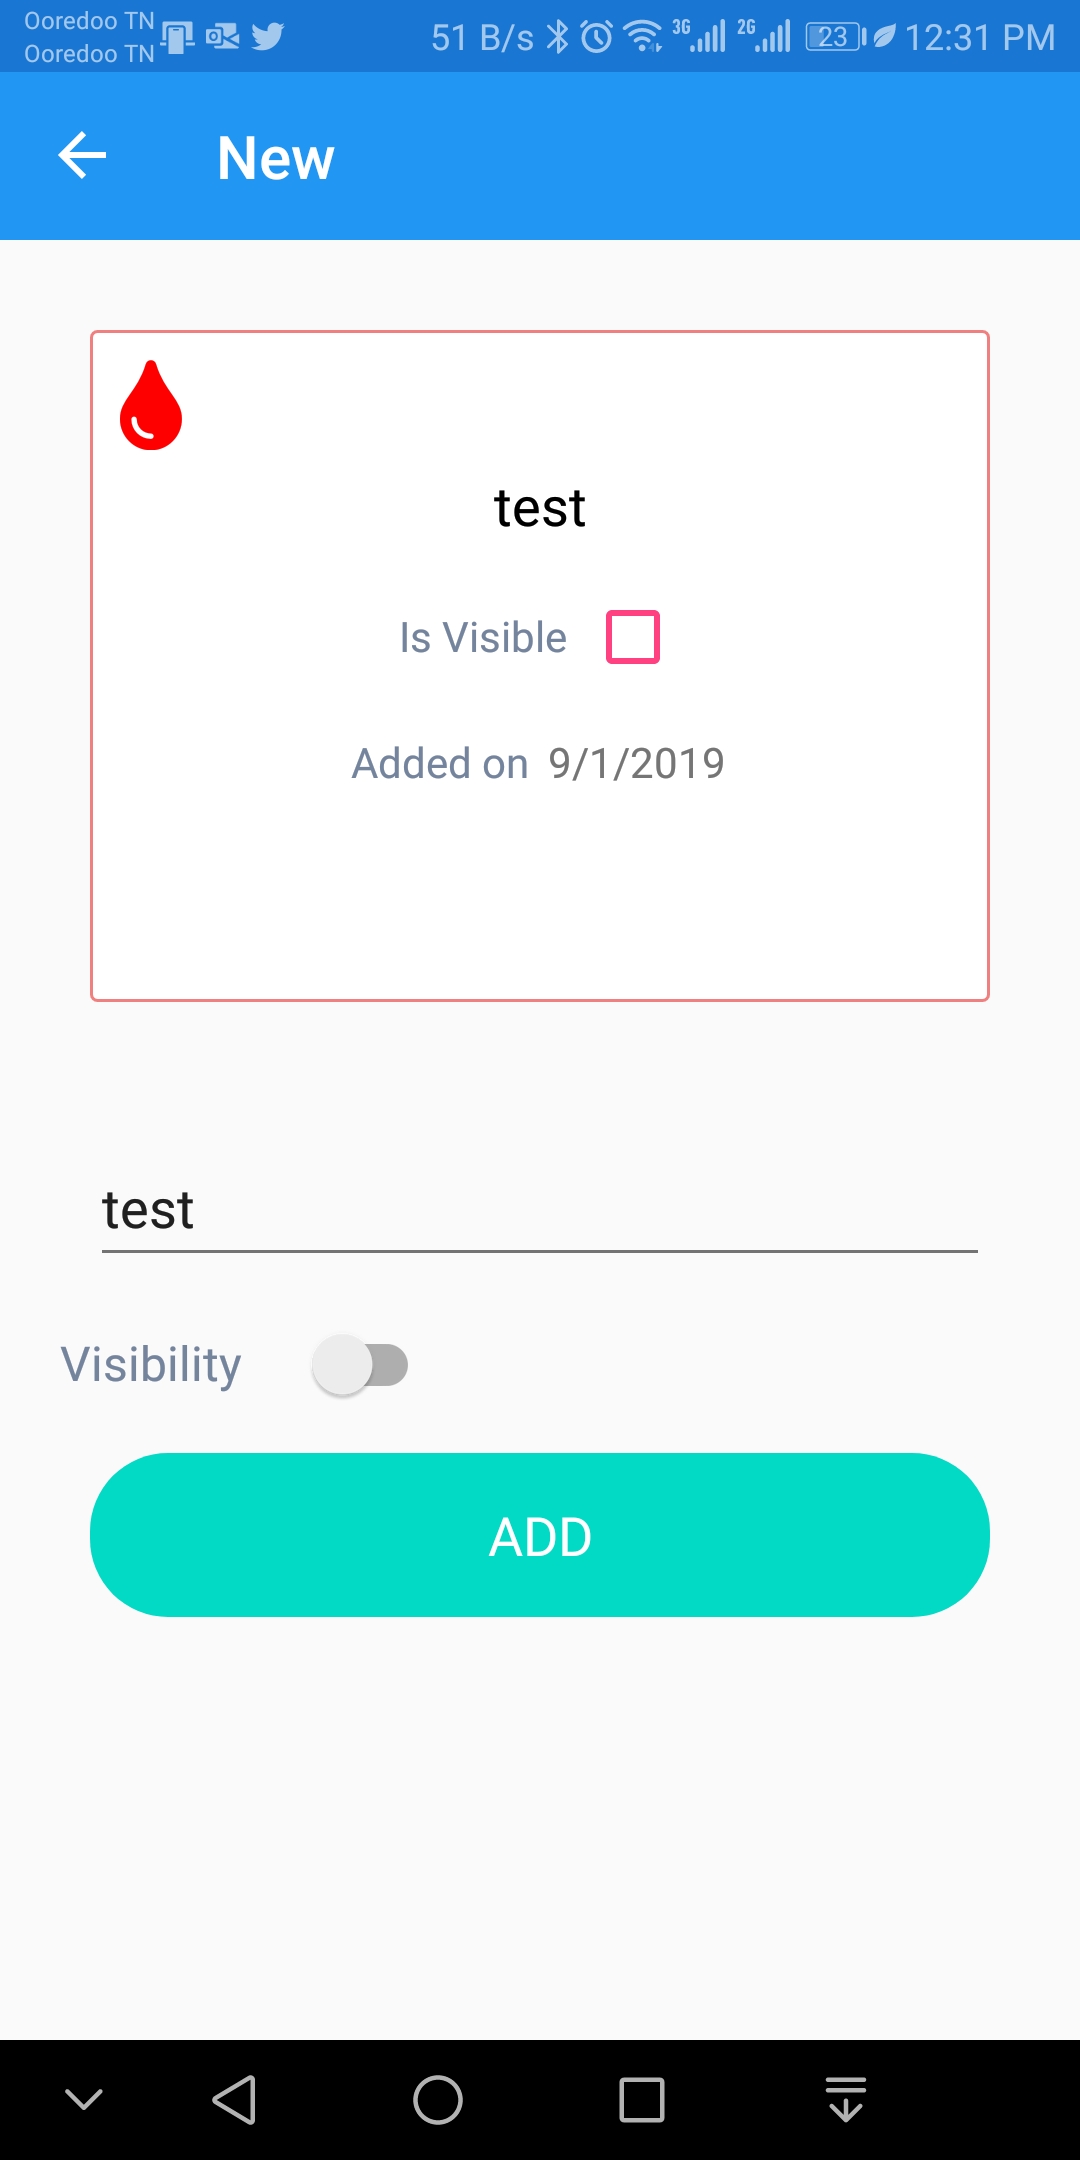 Ooredoo TN
Ooredoo TN
51 B/s 3G 2G 23 12:31 PM
New
test
Is Visible
Added on 9/1/2019
test
Visibility
ADD